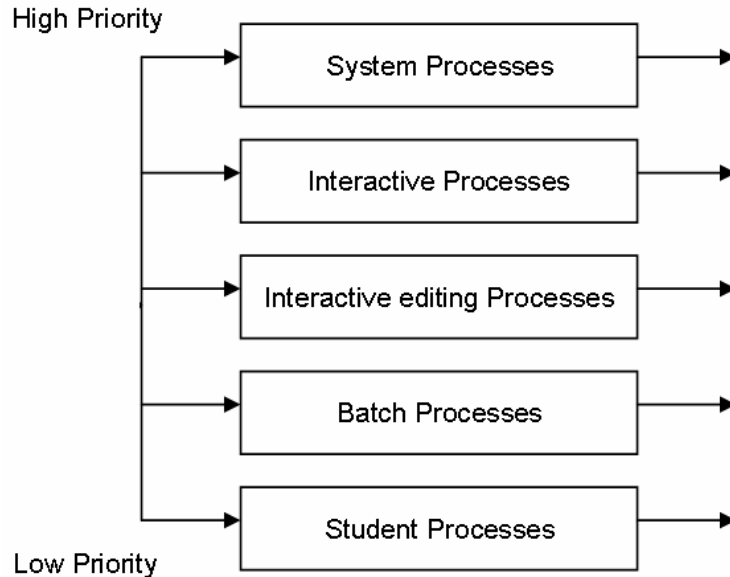 High Priority
System Processes
Interactive Processes
Interactive editing Processes
Batch Processes
Student Processes
Low Priority